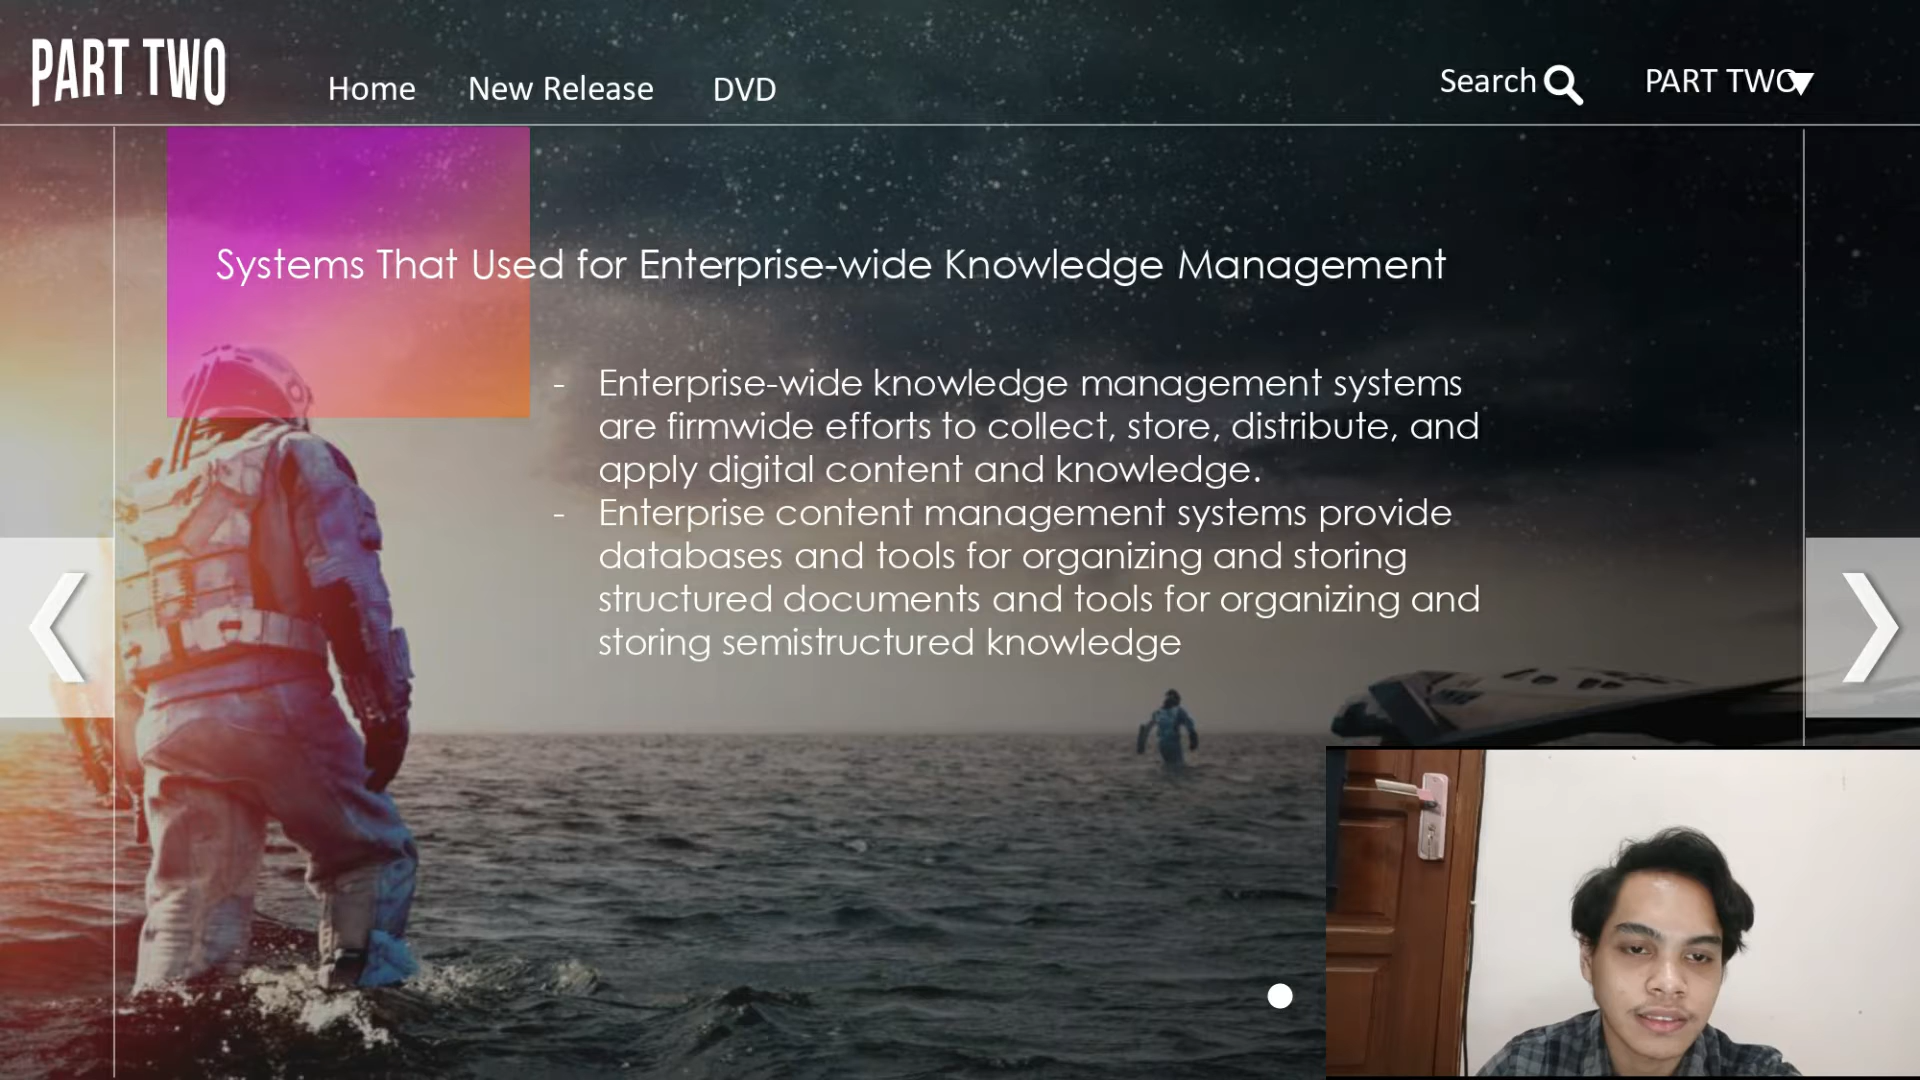 PART TWO
Home New Release DVD
Search PART TWO
Systems That Used for Enterprise-wide Knowledge Management
- Enterprise-wide knowledge management systems
are firmwide efforts to collect, store, distribute, and
apply digital content and knowledge.
- Enterprise content management systems provide
databases and tools for organizing and storing
structured documents and tools for organizing and
storing semistructured knowledge